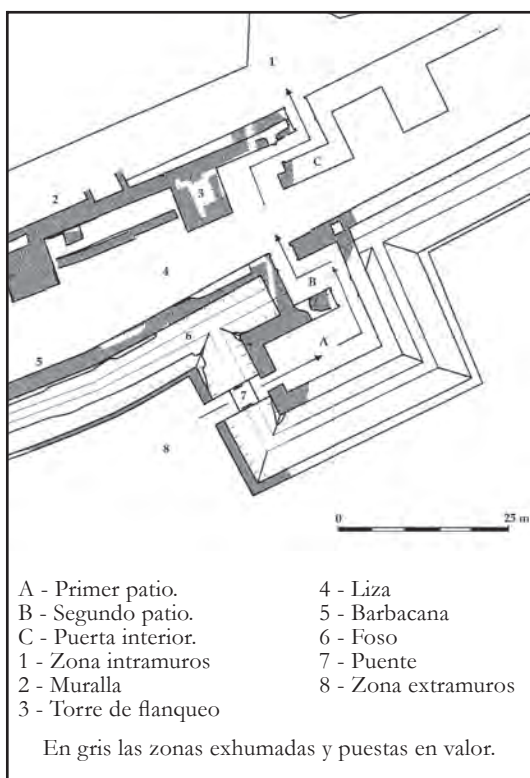 1
2
3
C
4
B
6
A
5
7
8
0
25 m
A - Primer patio.
B - Segundo patio.
C - Puerta interior.
1 - Zona intramuros
2 - Muralla
3 - Torre de flanqueo
4 - Liza
5 - Barbacana
6 - Foso
7 - Puente
8 - Zona extramuros
En gris las zonas exhumadas y puestas en valor.